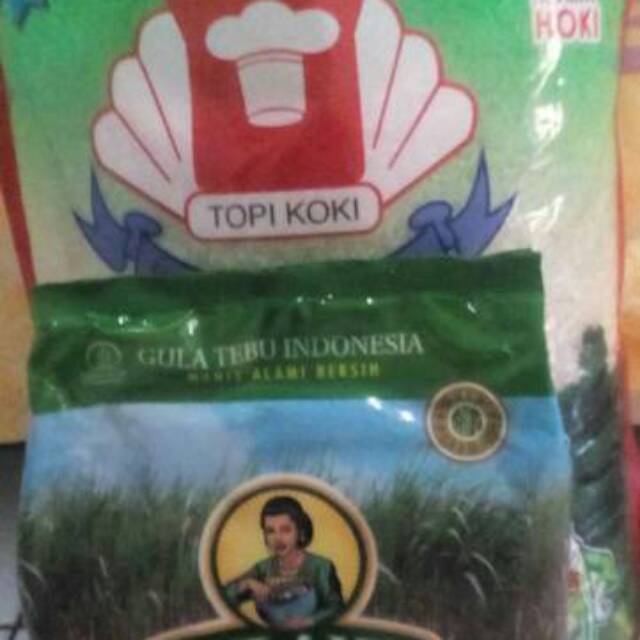 HOKI
TOPI KOKI
GULA TEBU INDONESIA
MANIS ALAMI BERSIH